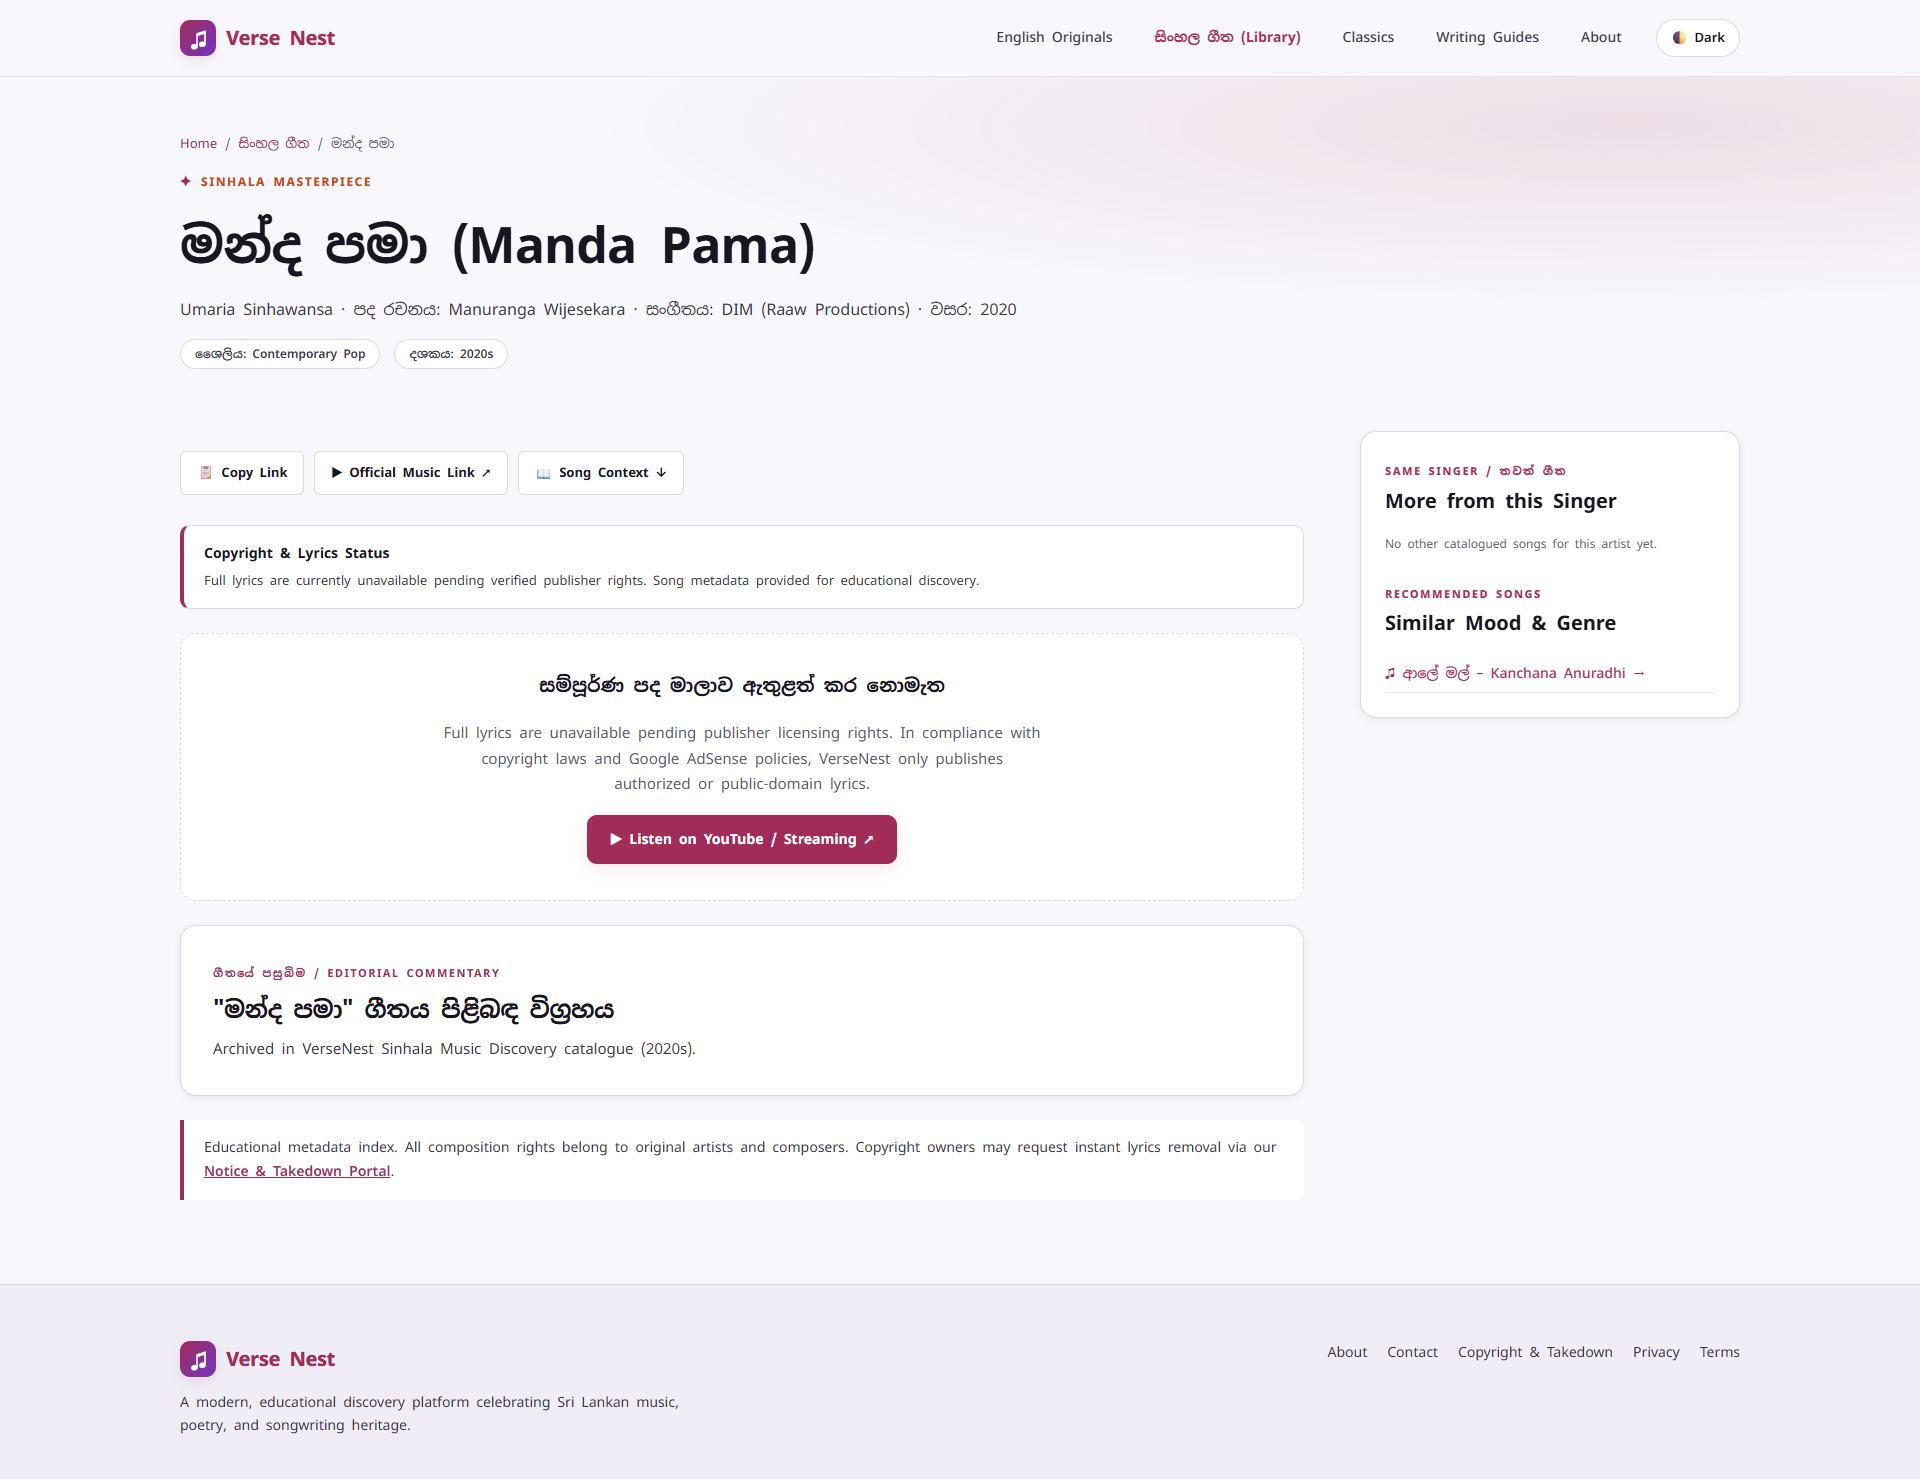 Verse Nest
English Originals
සිංහල ගීත (Library)
Classics
Writing Guides
About
Dark
Home / සිංහල ගීත / මන්ද පමා
✦ SINHALA MASTERPIECE
මන්ද පමා (Manda Pama)
Umaria Sinhawansa · පද රචනය: Manuranga Wijesekara · සංගීතය: DIM (Raaw Productions) · වසර: 2020
ශෛලිය: Contemporary Pop
දශකය: 2020s
Copy Link
▶ Official Music Link ↗
Song Context ↓
Copyright & Lyrics Status
Full lyrics are currently unavailable pending verified publisher rights. Song metadata provided for educational discovery.
සම්පූර්ණ පද මාලාව ඇතුළත් කර නොමැත
Full lyrics are unavailable pending publisher licensing rights. In compliance with
copyright laws and Google AdSense policies, VerseNest only publishes
authorized or public-domain lyrics.
▶ Listen on YouTube / Streaming ↗
ගීතයේ පසුබිම / EDITORIAL COMMENTARY
"මන්ද පමා" ගීතය පිළිබඳ විග්‍රහය
Archived in VerseNest Sinhala Music Discovery catalogue (2020s).
Educational metadata index. All composition rights belong to original artists and composers. Copyright owners may request instant lyrics removal via our
Notice & Takedown Portal.
SAME SINGER / තවත් ගීත
More from this Singer
No other catalogued songs for this artist yet.
RECOMMENDED SONGS
Similar Mood & Genre
♫ ආලේ මල් – Kanchana Anuradhi →
Verse Nest
A modern, educational discovery platform celebrating Sri Lankan music,
poetry, and songwriting heritage.
About
Contact
Copyright & Takedown
Privacy
Terms